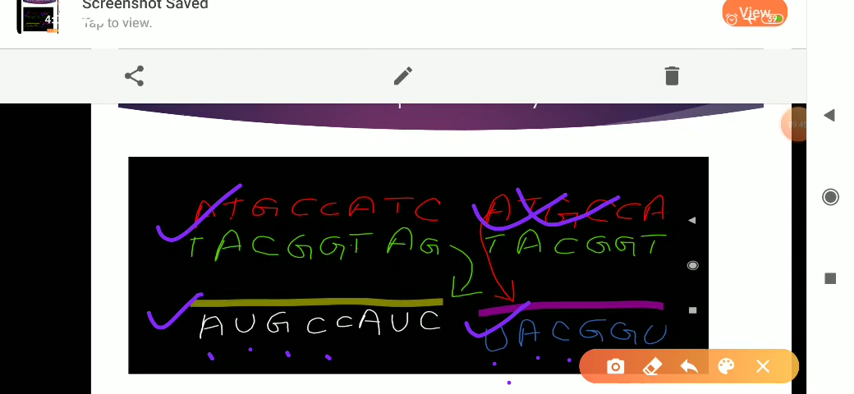 Screenshot Saved
Tap to view.
View
ATGCCATC ATGCCA
TACGGTAG TACGGT
AUGCCAUC UACGGU